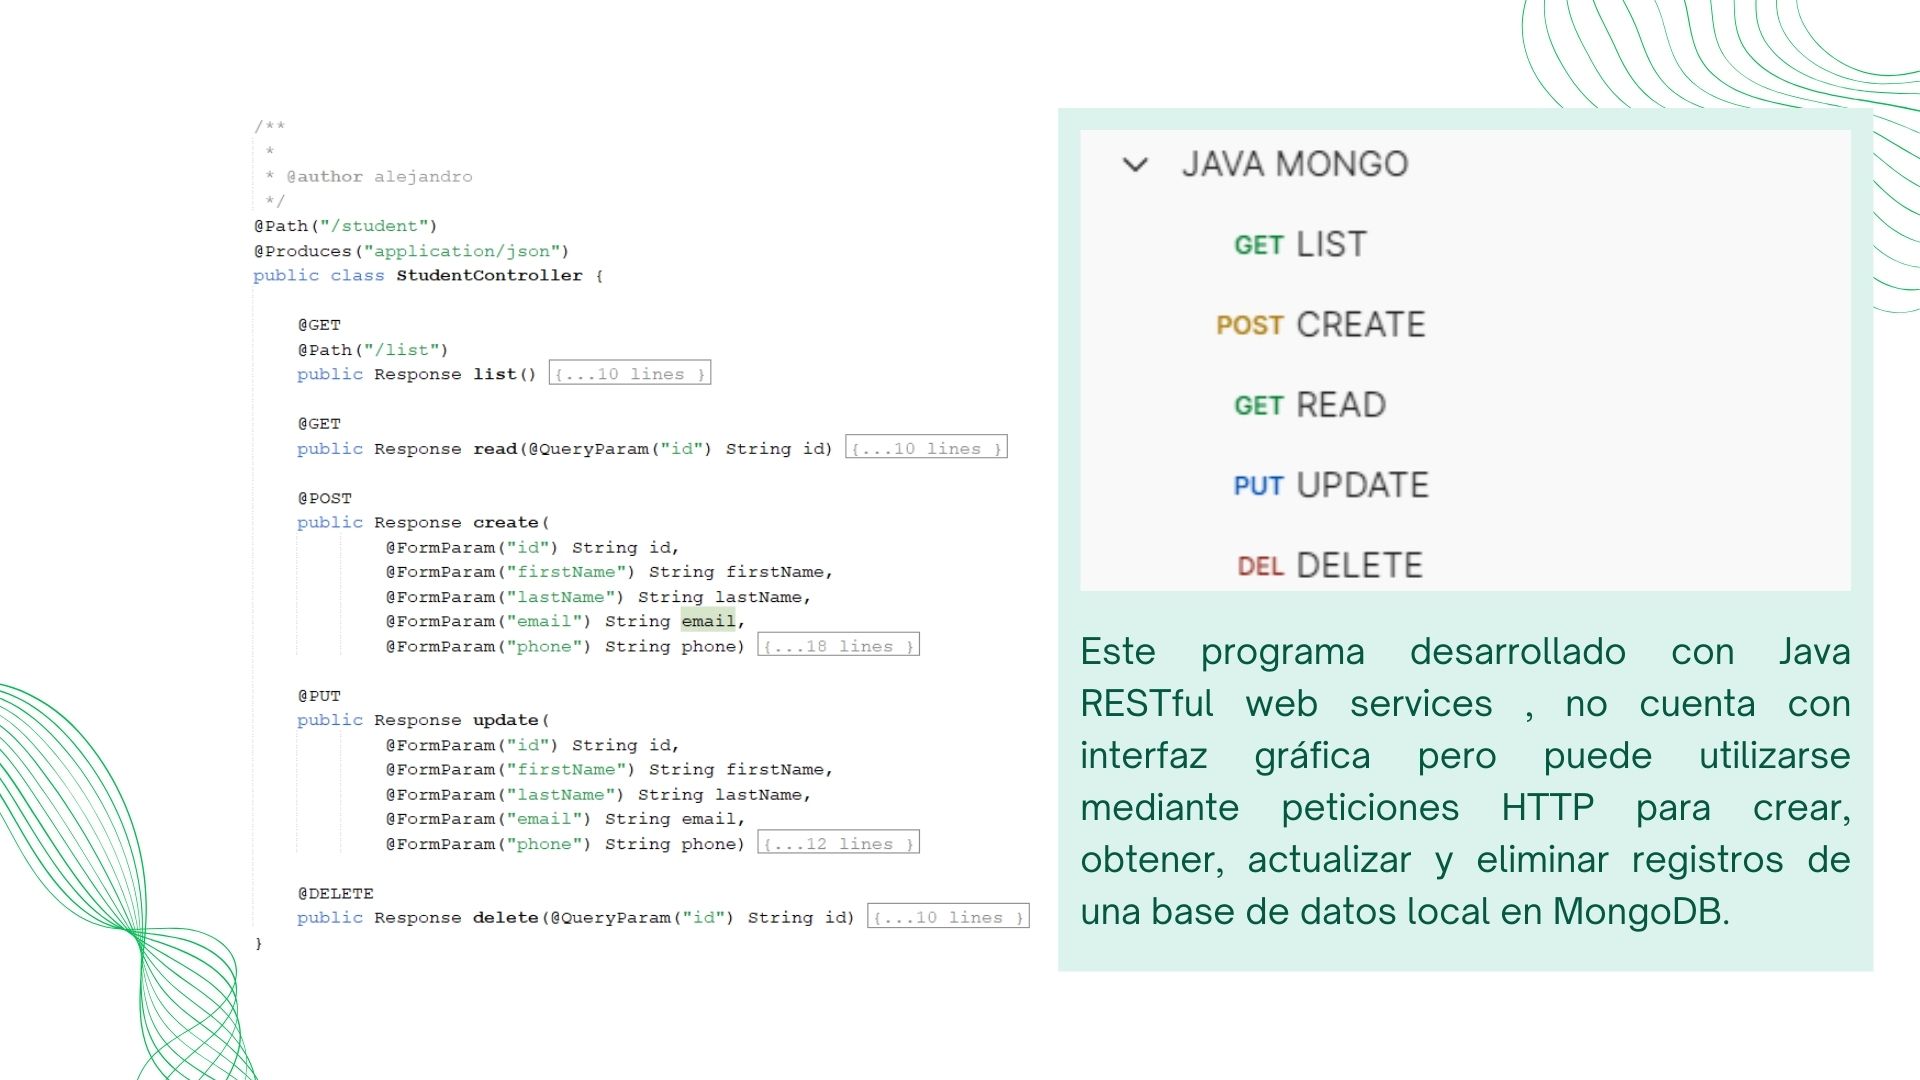 /**
 *
 * @author alejandro
 */
@Path("/student")
@Produces("application/json")
public class StudentController {
@GET
@Path("/list")
public Response list() {...10 lines }
@GET
public Response read(@QueryParam("id") String id) {...10 lines }
@POST
public Response create(
@FormParam("id") String id,
@FormParam("firstName") String firstName,
@FormParam("lastName") String lastName,
@FormParam("email") String email,
@FormParam("phone") String phone) {...18 lines }
@PUT
public Response update(
@FormParam("id") String id,
@FormParam("firstName") String firstName,
@FormParam("lastName") String lastName,
@FormParam("email") String email,
@FormParam("phone") String phone) {...12 lines }
@DELETE
public Response delete(@QueryParam("id") String id) {...10 lines }
}
JAVA MONGO
GET LIST
POST CREATE
GET READ
PUT UPDATE
DEL DELETE
Este programa desarrollado con Java
RESTful web services , no cuenta con
interfaz gráfica pero puede utilizarse
mediante peticiones HTTP para crear,
obtener, actualizar y eliminar registros de
una base de datos local en MongoDB.